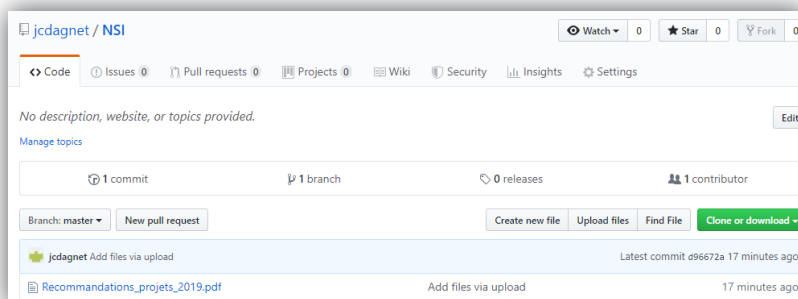 jcdagnet / NSI Watch 0 Star 0 Fork 0
Code Issues 0 Pull requests 0 Projects 0 Wiki Security Insights Settings
No description, website, or topics provided. Edit
Manage topics
1 commit 1 branch 0 releases 1 contributor
Branch: master New pull request Create new file Upload files Find File Clone or download
jcdagnet Add files via upload Latest commit d96672a 17 minutes ago
Recommandations_projets_2019.pdf Add files via upload 17 minutes ago